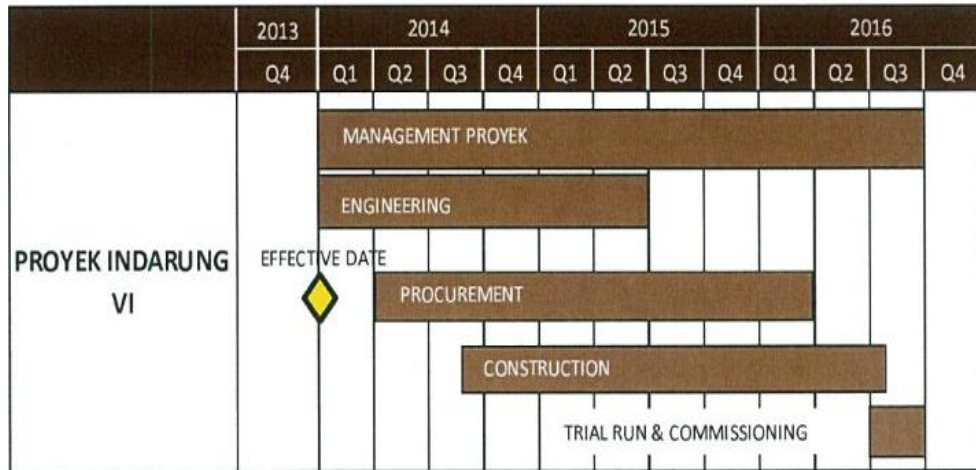 2013 2014 2015 2016
Q4 Q1 Q2 Q3 Q4 Q1 Q2 Q3 Q4 Q1 Q2 Q3 Q4
MANAGEMENT PROYEK
ENGINEERING
PROYEK INDARUNG
VI
EFFECTIVE DATE
PROCUREMENT
CONSTRUCTION
TRIAL RUN & COMMISSIONING